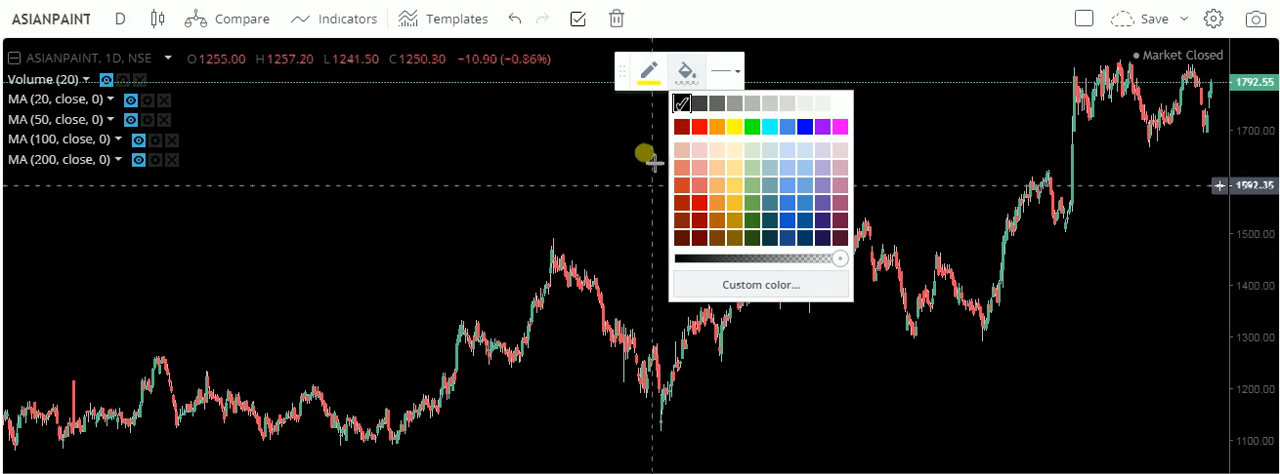 ASIANPAINT D Compare Indicators Templates Save
ASIANPAINT, 1D, NSE O1255.00 H1257.20 L1241.50 C1250.30 −10.90 (−0.86%) Market Closed
Volume (20)
1792.55
MA (20, close, 0)
MA (50, close, 0)
1700.00
MA (100, close, 0)
MA (200, close, 0)
1500.00
1400.00
Custom color...
1300.00
1200.00
1100.00